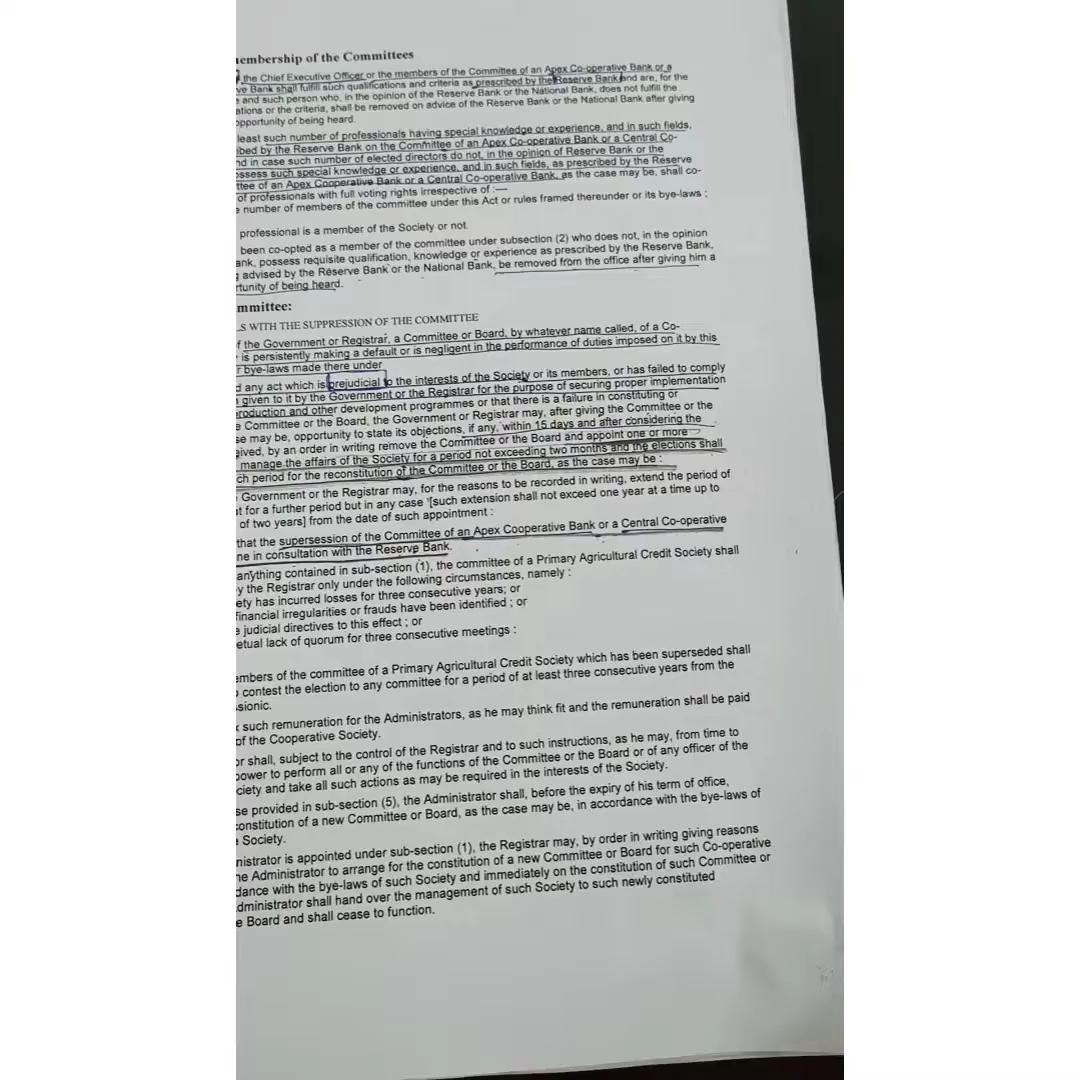 embership of the Committees
the Chief Executive Officer or the members of the Committee of an Apex Co-operative Bank or a
ve Bank shall fulfill such qualifications and criteria as prescribed by the Reserve Bank and are, for the
e and such person who, in the opinion of the Reserve Bank or the National Bank, does not fulfill the
ations or the criteria, shall be removed on advice of the Reserve Bank or the National Bank after giving
opportunity of being heard.
least such number of professionals having special knowledge or experience, and in such fields,
ibed by the Reserve Bank on the Committee of an Apex Co-operative Bank or a Central Co-
nd in case such number of elected directors do not, in the opinion of Reserve Bank or the
ossess such special knowledge or experience, and in such fields, as prescribed by the Reserve
ttee of an Apex Cooperative Bank or a Central Co-operative Bank, as the case may be, shall co-
of professionals with full voting rights irrespective of :—
e number of members of the committee under this Act or rules framed thereunder or its bye-laws ;
professional is a member of the Society or not.
been co-opted as a member of the committee under subsection (2) who does not, in the opinion
ank, possess requisite qualification, knowledge or experience as prescribed by the Reserve Bank,
g advised by the Reserve Bank or the National Bank, be removed from the office after giving him a
rtunity of being heard.
mmittee:
LS WITH THE SUPPRESSION OF THE COMMITTEE
f the Government or Registrar, a Committee or Board, by whatever name called, of a Co-
is persistently making a default or is negligent in the performance of duties imposed on it by this
r bye-laws made there under
d any act which is prejudicial to the interests of the Society or its members, or has failed to comply
given to it by the Government or the Registrar for the purpose of securing proper implementation
roduction and other development programmes or that there is a failure in constituting or
e Committee or the Board, the Government or Registrar may, after giving the Committee or the
se may be, opportunity to state its objections, if any, within 15 days and after considering the
eived, by an order in writing remove the Committee or the Board and appoint one or more
manage the affairs of the Society for a period not exceeding two months and the elections shall
ch period for the reconstitution of the Committee or the Board, as the case may be :
Government or the Registrar may, for the reasons to be recorded in writing, extend the period of
t for a further period but in any case [such extension shall not exceed one year at a time up to
of two years] from the date of such appointment :
that the supersession of the Committee of an Apex Cooperative Bank or a Central Co-operative
ne in consultation with the Reserve Bank.
anything contained in sub-section (1), the committee of a Primary Agricultural Credit Society shall
y the Registrar only under the following circumstances, namely :
ety has incurred losses for three consecutive years; or
financial irregularities or frauds have been identified ; or
e judicial directives to this effect ; or
etual lack of quorum for three consecutive meetings :
embers of the committee of a Primary Agricultural Credit Society which has been superseded shall
o contest the election to any committee for a period of at least three consecutive years from the
sionic.
x such remuneration for the Administrators, as he may think fit and the remuneration shall be paid
of the Cooperative Society.
or shall, subject to the control of the Registrar and to such instructions, as he may, from time to
power to perform all or any of the functions of the Committee or the Board or of any officer of the
ciety and take all such actions as may be required in the interests of the Society.
se provided in sub-section (5), the Administrator shall, before the expiry of his term of office,
constitution of a new Committee or Board, as the case may be, in accordance with the bye-laws of
e Society.
nistrator is appointed under sub-section (1), the Registrar may, by order in writing giving reasons
he Administrator to arrange for the constitution of a new Committee or Board for such Co-operative
dance with the bye-laws of such Society and immediately on the constitution of such Committee or
dministrator shall hand over the management of such Society to such newly constituted
e Board and shall cease to function.